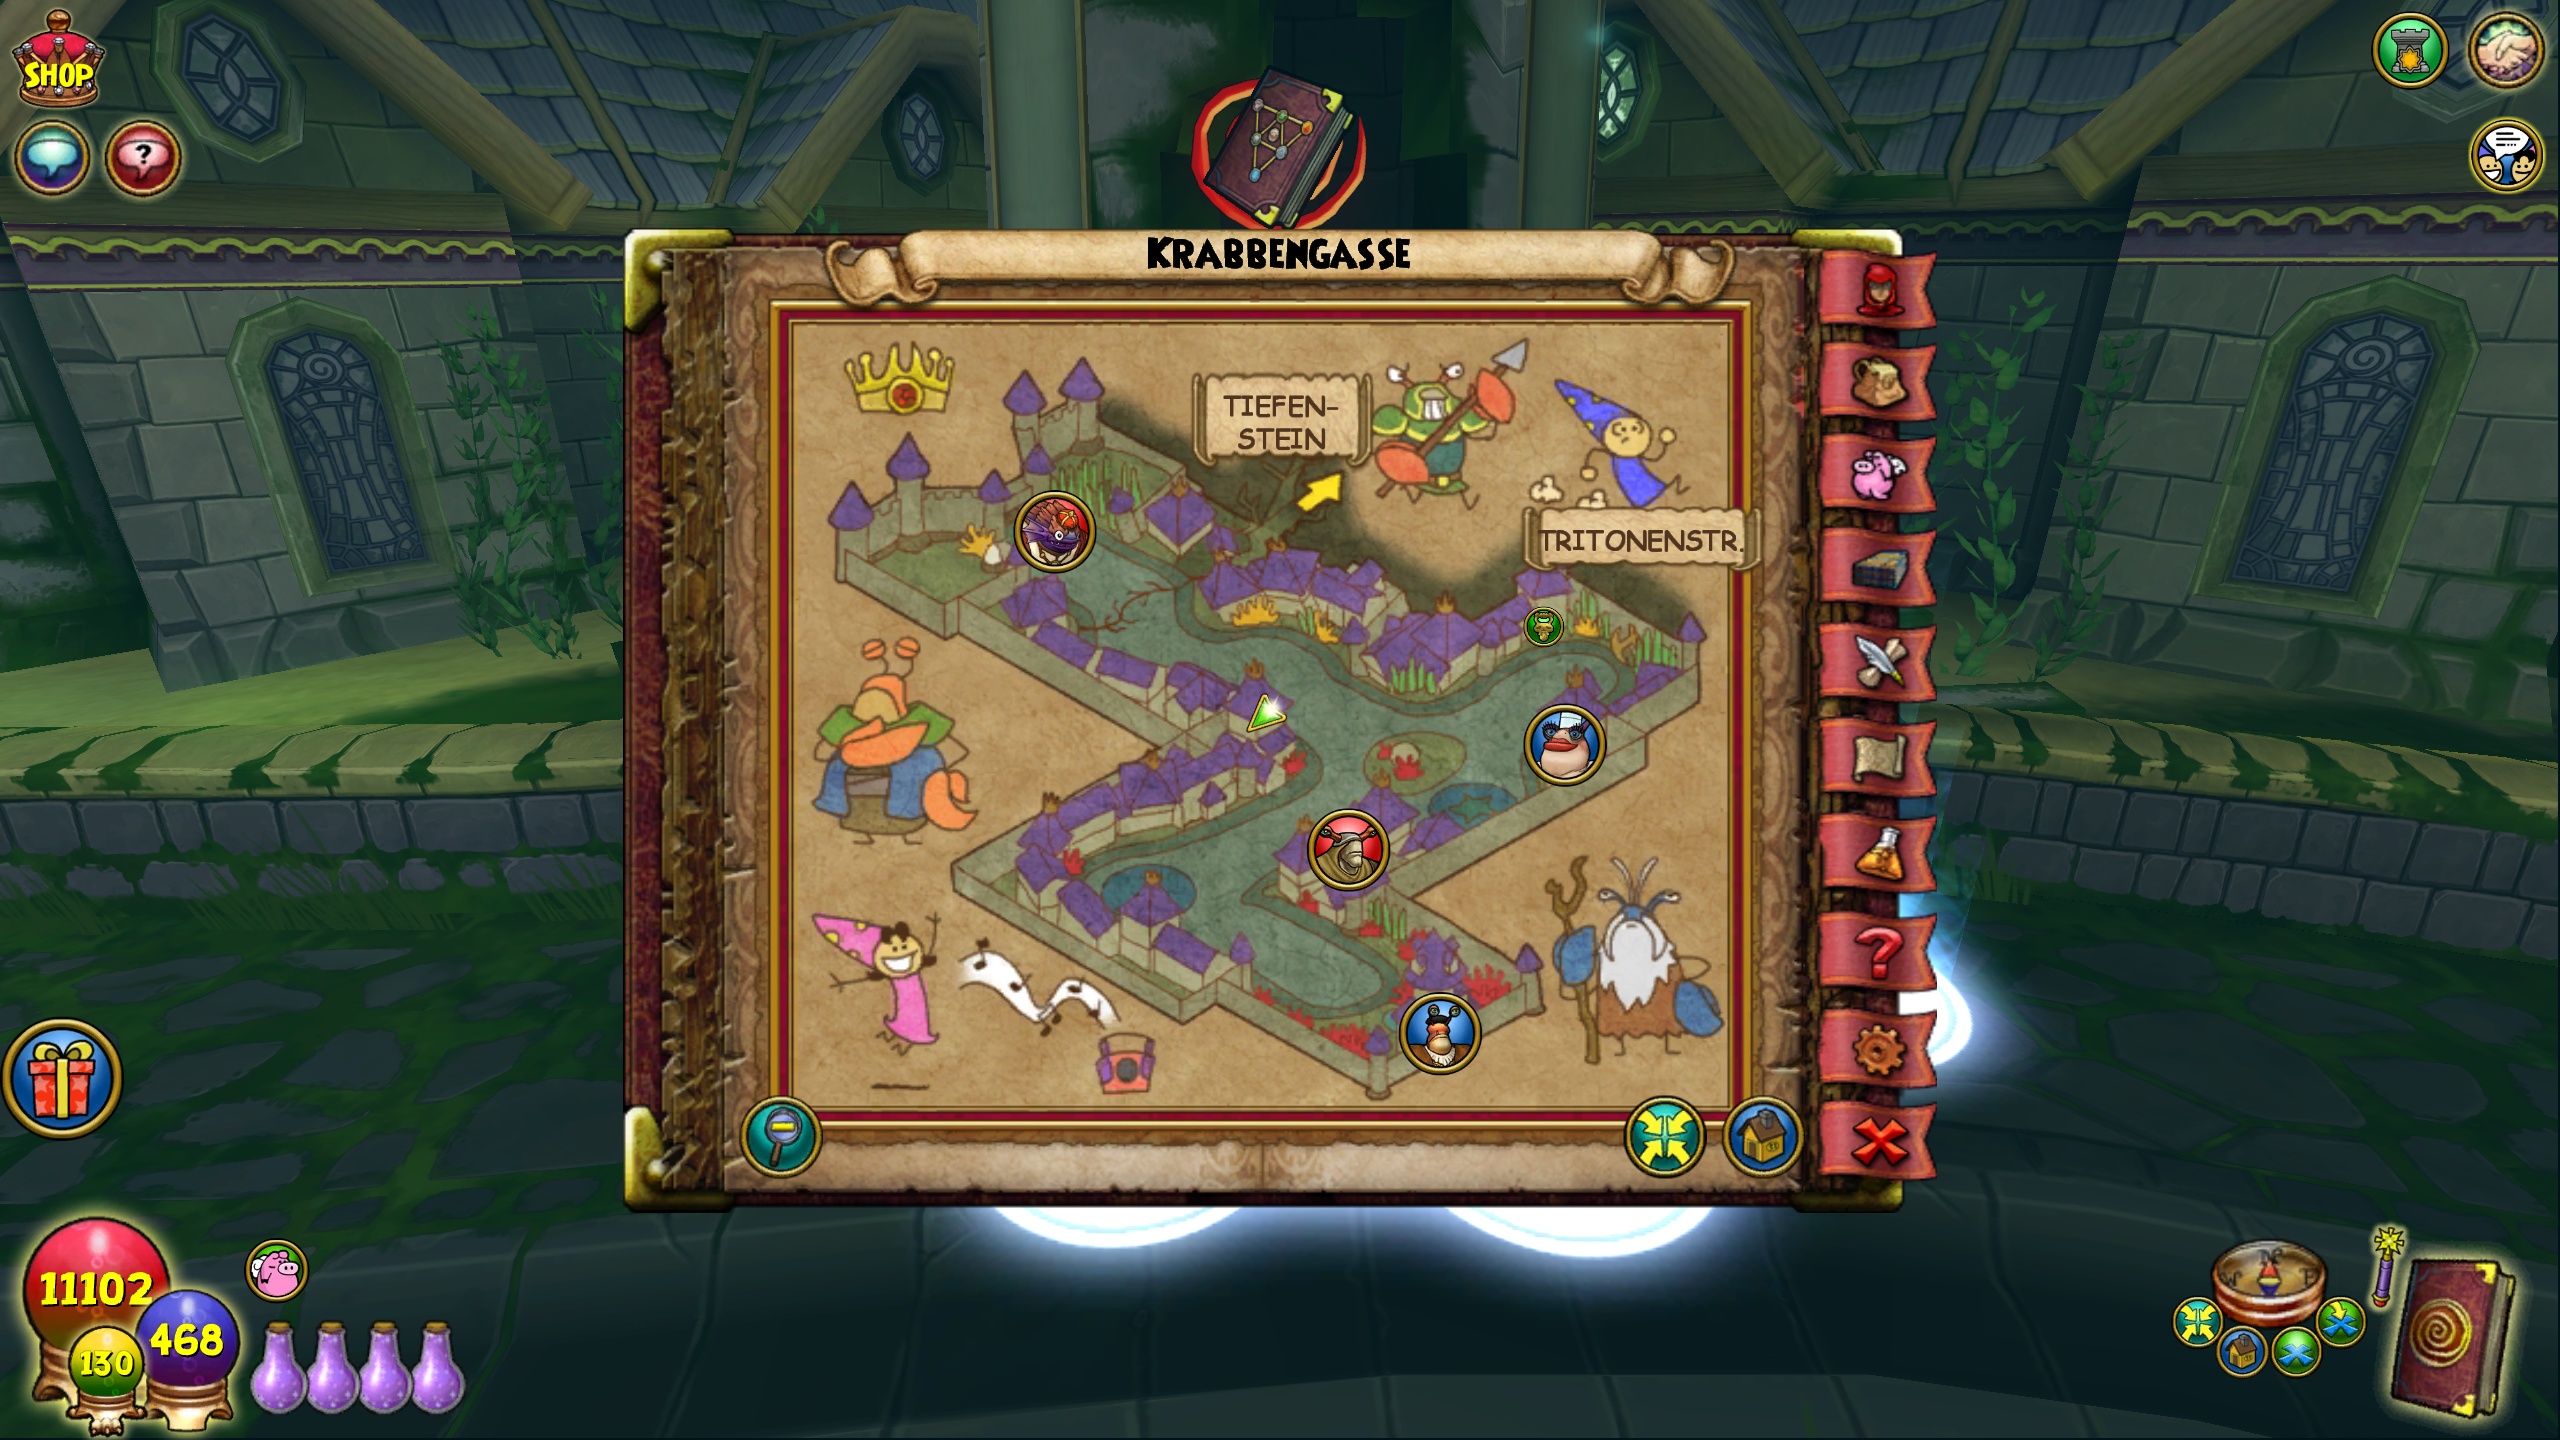 SHOP
?
KRABBENGASSE
TIEFEN-
STEIN
TRITONENSTR.
11102
468
130
N
W
E